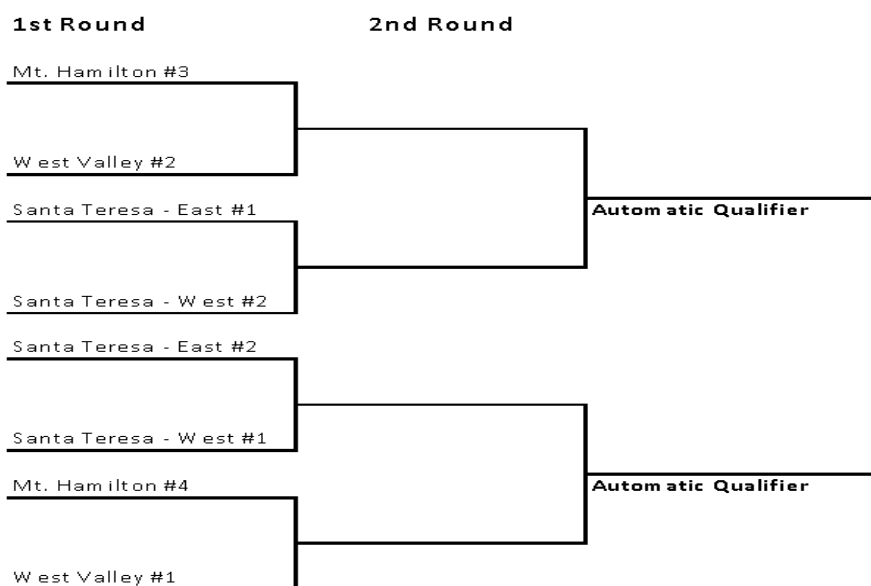 1st Round 2nd Round
Mt. Hamilton #3
West Valley #2
Santa Teresa - East #1
Automatic Qualifier
Santa Teresa - West #2
Santa Teresa - East #2
Santa Teresa - West #1
Mt. Hamilton #4
Automatic Qualifier
West Valley #1